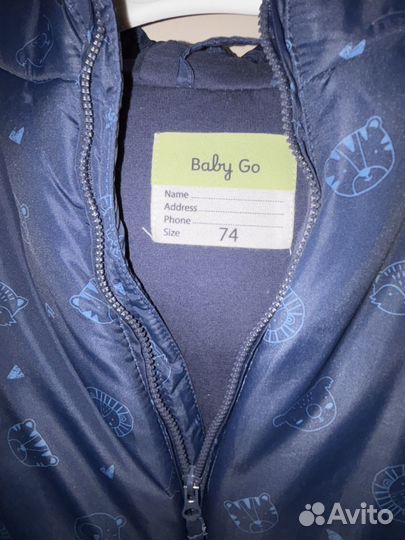 Baby Go
Name
Address
Phone
Size 74
Avito